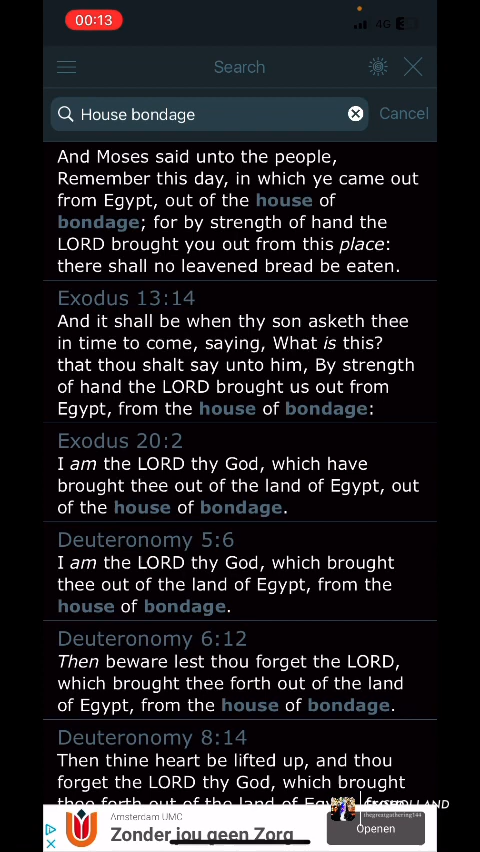 00:13
4G
Search
House bondage
Cancel
And Moses said unto the people,
Remember this day, in which ye came out
from Egypt, out of the house of
bondage; for by strength of hand the
LORD brought you out from this place:
there shall no leavened bread be eaten.
Exodus 13:14
And it shall be when thy son asketh thee
in time to come, saying, What is this?
that thou shalt say unto him, By strength
of hand the LORD brought us out from
Egypt, from the house of bondage:
Exodus 20:2
I am the LORD thy God, which have
brought thee out of the land of Egypt, out
of the house of bondage.
Deuteronomy 5:6
I am the LORD thy God, which brought
thee out of the land of Egypt, from the
house of bondage.
Deuteronomy 6:12
Then beware lest thou forget the LORD,
which brought thee forth out of the land
of Egypt, from the house of bondage.
Deuteronomy 8:14
Then thine heart be lifted up, and thou
forget the LORD thy God, which brought
thee forth out of the land of
HOLLAND
thegreatgathering144
Amsterdam UMC
Zonder jou geen Zorg
Openen